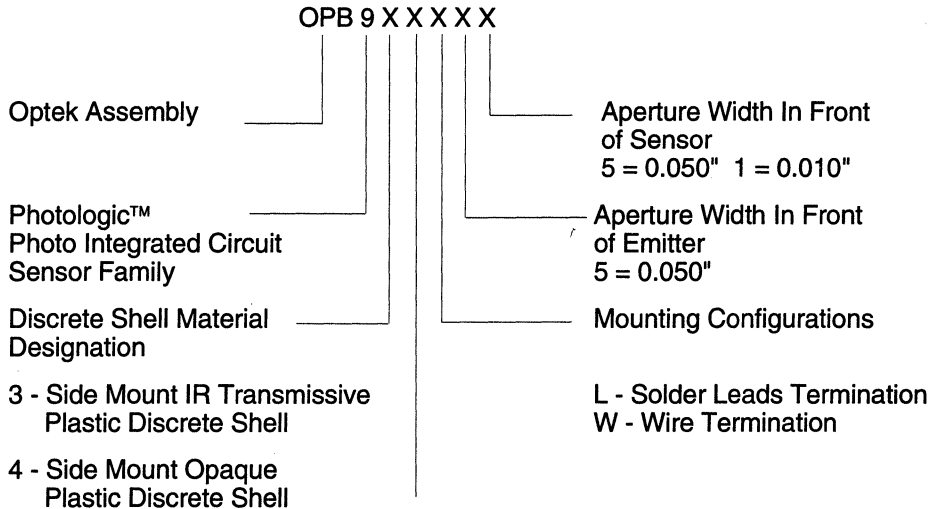 OPB 9 X X X X X
Optek Assembly
Photologic™
Photo Integrated Circuit
Sensor Family
Discrete Shell Material
Designation
3 - Side Mount IR Transmissive
Plastic Discrete Shell
4 - Side Mount Opaque
Plastic Discrete Shell
Aperture Width In Front
of Sensor
5 = 0.050" 1 = 0.010"
Aperture Width In Front
of Emitter
5 = 0.050"
Mounting Configurations
L - Solder Leads Termination
W - Wire Termination